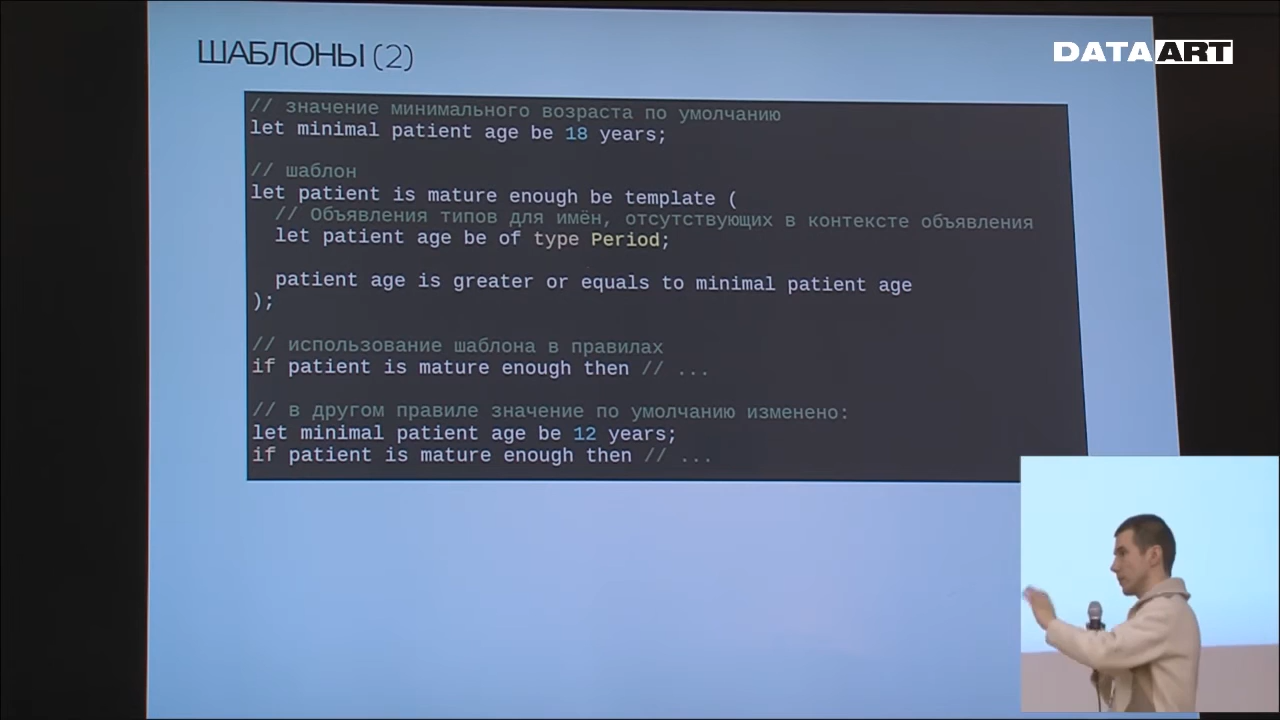 ШАБЛОНЫ (2)
DATAART
// значение минимального возраста по умолчанию
let minimal patient age be 18 years;
// шаблон
let patient is mature enough be template (
// Объявления типов для имён, отсутствующих в контексте объявления
let patient age be of type Period;
patient age is greater or equals to minimal patient age
);
// использование шаблона в правилах
if patient is mature enough then // ...
// в другом правиле значение по умолчанию изменено:
let minimal patient age be 12 years;
if patient is mature enough then // ...